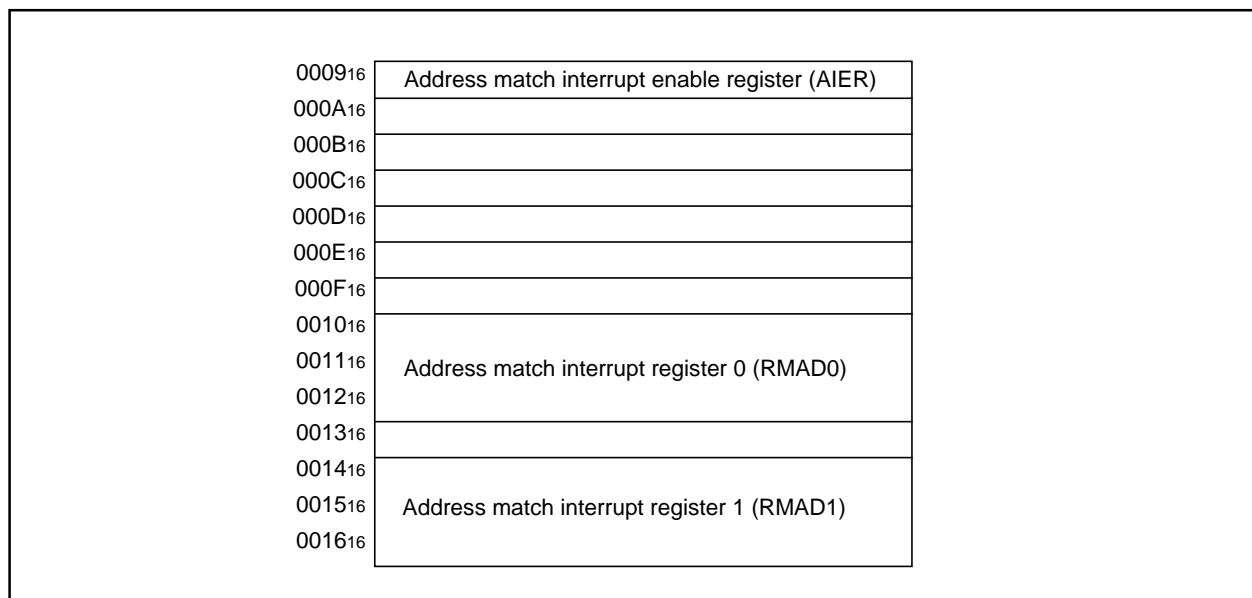 000916 Address match interrupt enable register (AIER)
000A16
000B16
000C16
000D16
000E16
000F16
001016
001116 Address match interrupt register 0 (RMAD0)
001216
001316
001416
001516 Address match interrupt register 1 (RMAD1)
001616